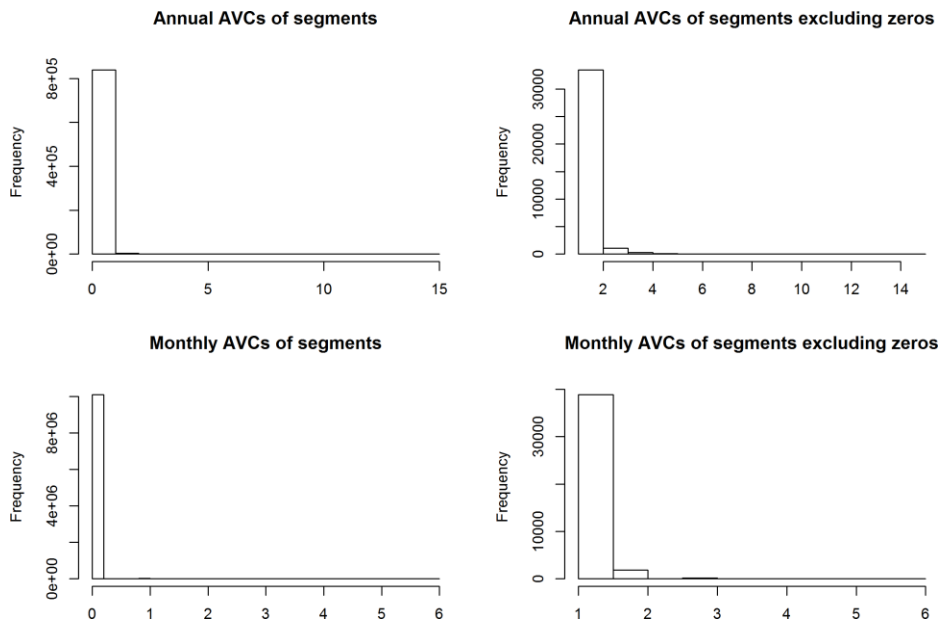 Annual AVCs of segments
Frequency
8e+05
4e+05
0e+00
0 5 10 15
Annual AVCs of segments excluding zeros
Frequency
30000
20000
10000
0
2 4 6 8 10 12 14
Monthly AVCs of segments
Frequency
8e+06
4e+06
0e+00
0 1 2 3 4 5 6
Monthly AVCs of segments excluding zeros
Frequency
30000
10000
0
1 2 3 4 5 6